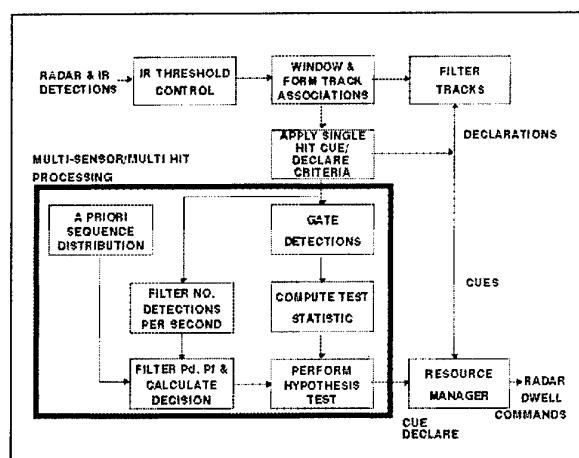 RADAR & IR
DETECTIONS
IR THRESHOLD
CONTROL
WINDOW &
FORM TRACK
ASSOCIATIONS
FILTER
TRACKS
DECLARATIONS
APPLY SINGLE
HIT CUE/
DECLARE
CRITERIA
MULTI-SENSOR/MULTI HIT
PROCESSING
A PRIORI
SEQUENCE
DISTRIBUTION
GATE
DETECTIONS
FILTER NO.
DETECTIONS
PER SECOND
COMPUTE TEST
STATISTIC
CUES
FILTER Pd, Pf &
CALCULATE
DECISION
PERFORM
HYPOTHESIS
TEST
RESOURCE
MANAGER
RADAR
DWELL
COMMANDS
CUE
DECLARE